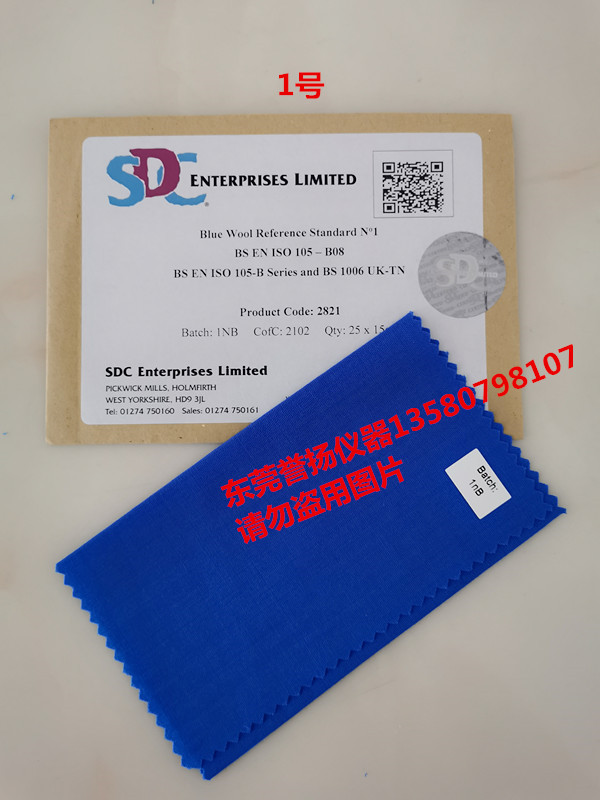 1号
SDC ENTERPRISES LIMITED
Blue Wool Reference Standard N°1
BS EN ISO 105 – B08
BS EN ISO 105-B Series and BS 1006 UK-TN
SDC
Product Code: 2821
Batch: 1NB CofC: 2102 Qty: 25 x 15
SDC Enterprises Limited
PICKWICK MILLS, HOLMFIRTH
WEST YORKSHIRE, HD9 3JL
Tel: 01274 750160 Sales: 01274 750161
东莞誉扬仪器13580798107
请勿盗用图片
Batch:
1nB